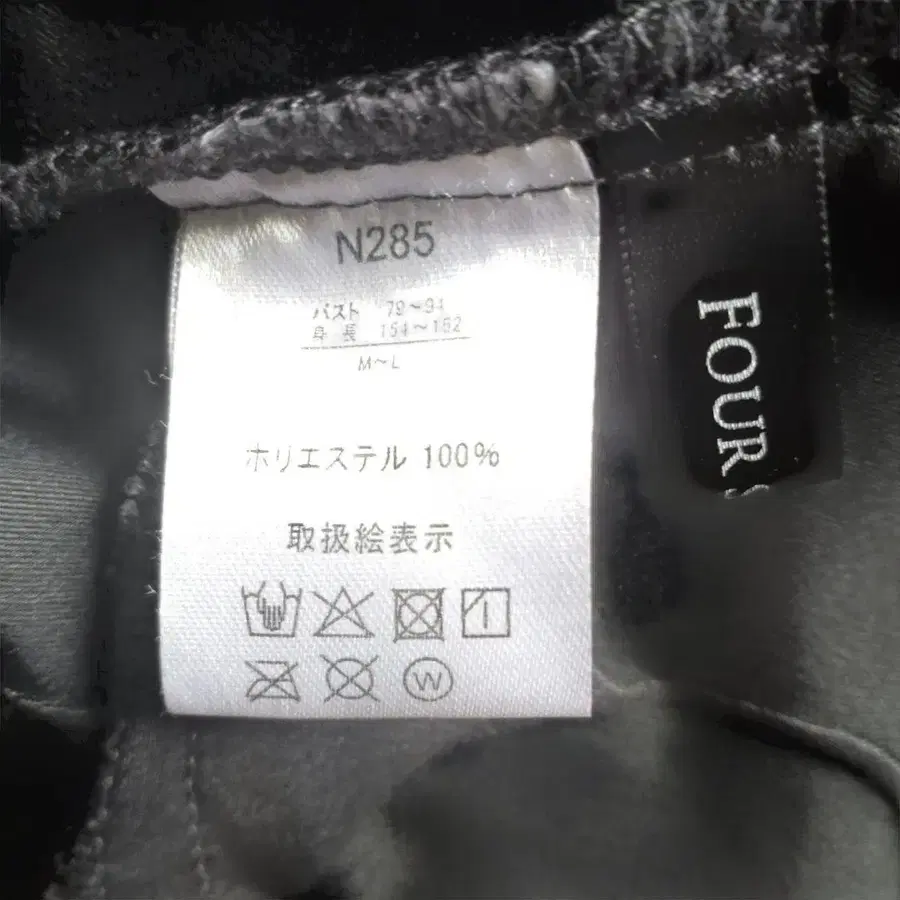 N285
バスト 79~94
身長 154~162
M~L
ポリエステル 100%
取扱絵表示
W
FOUR S